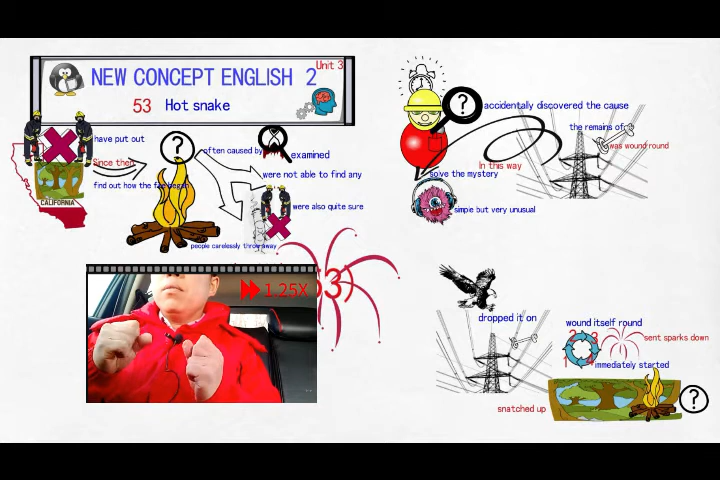 Unit 3
NEW CONCEPT ENGLISH 2
53 Hot snake
have put out
Since then
find out how the fire began
CALIFORNIA
?
often caused by
examined
were not able to find any
were also quite sure
people carelessly throw away
1.25X
3)
?
accidentally discovered the cause
the remains of
was wound round
In this way
solve the mystery
simple but very unusual
dropped it on
wound itself round
sent sparks down
immediately started
snatched up
?